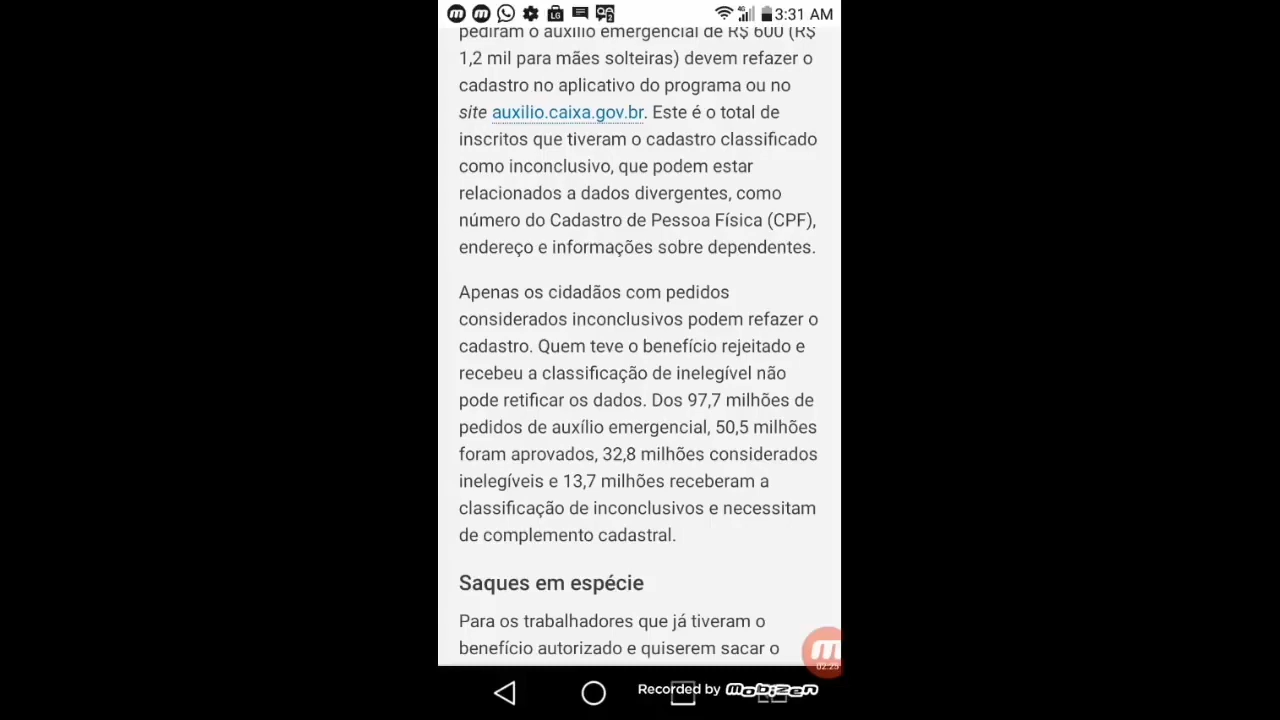 3:31 AM
pediram o auxílio emergencial de R$ 600 (R$
1,2 mil para mães solteiras) devem refazer o
cadastro no aplicativo do programa ou no
site auxilio.caixa.gov.br. Este é o total de
inscritos que tiveram o cadastro classificado
como inconclusivo, que podem estar
relacionados a dados divergentes, como
número do Cadastro de Pessoa Física (CPF),
endereço e informações sobre dependentes.
Apenas os cidadãos com pedidos
considerados inconclusivos podem refazer o
cadastro. Quem teve o benefício rejeitado e
recebeu a classificação de inelegível não
pode retificar os dados. Dos 97,7 milhões de
pedidos de auxílio emergencial, 50,5 milhões
foram aprovados, 32,8 milhões considerados
inelegíveis e 13,7 milhões receberam a
classificação de inconclusivos e necessitam
de complemento cadastral.
Saques em espécie
Para os trabalhadores que já tiveram o
benefício autorizado e quiserem sacar o
02:25
Recorded by Mobizen